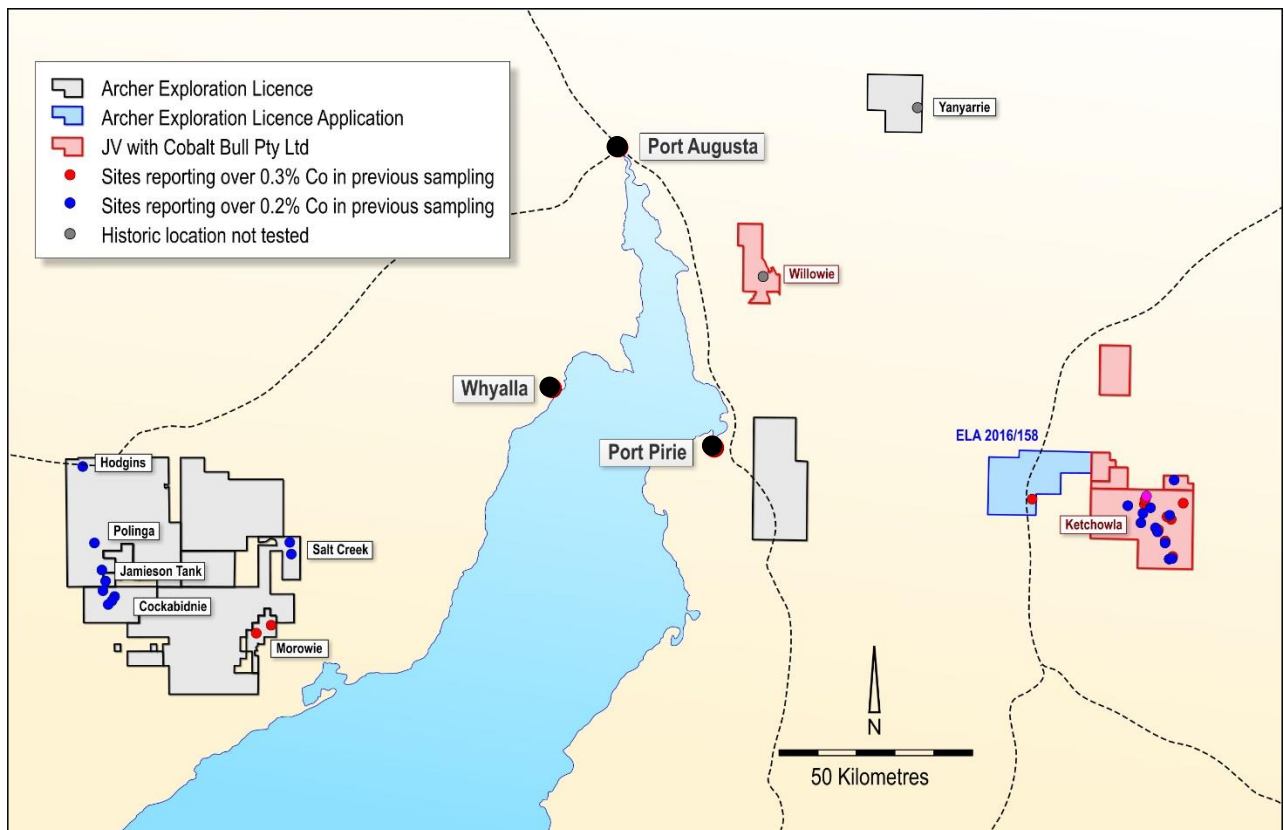 Archer Exploration Licence
Archer Exploration Licence Application
JV with Cobalt Bull Pty Ltd
Sites reporting over 0.3% Co in previous sampling
Sites reporting over 0.2% Co in previous sampling
Historic location not tested
Yanyarrie
Port Augusta
Willowie
Whyalla
Port Pirie
ELA 2016/158
Hodgins
Ketchowla
Polinga
Salt Creek
Jamieson Tank
Cockabidnie
Morowie
N
50 Kilometres